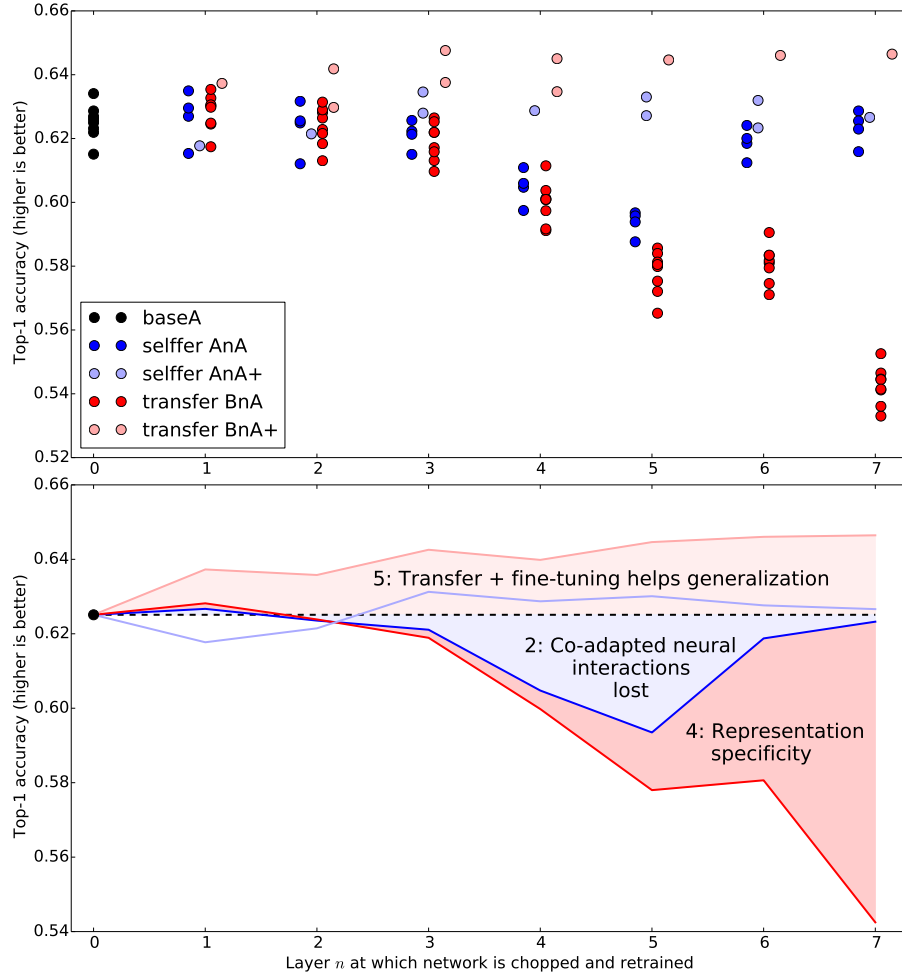 0.66
0.64
0.62
0.60
0.58
0.56
0.54
0.52
Top-1 accuracy (higher is better)
baseA
selffer AnA
selffer AnA+
transfer BnA
transfer BnA+
0 1 2 3 4 5 6 7
0.66
0.64
0.62
0.60
0.58
0.56
0.54
Top-1 accuracy (higher is better)
5: Transfer + fine-tuning helps generalization
2: Co-adapted neural
interactions
lost
4: Representation
specificity
0 1 2 3 4 5 6 7
Layer n at which network is chopped and retrained